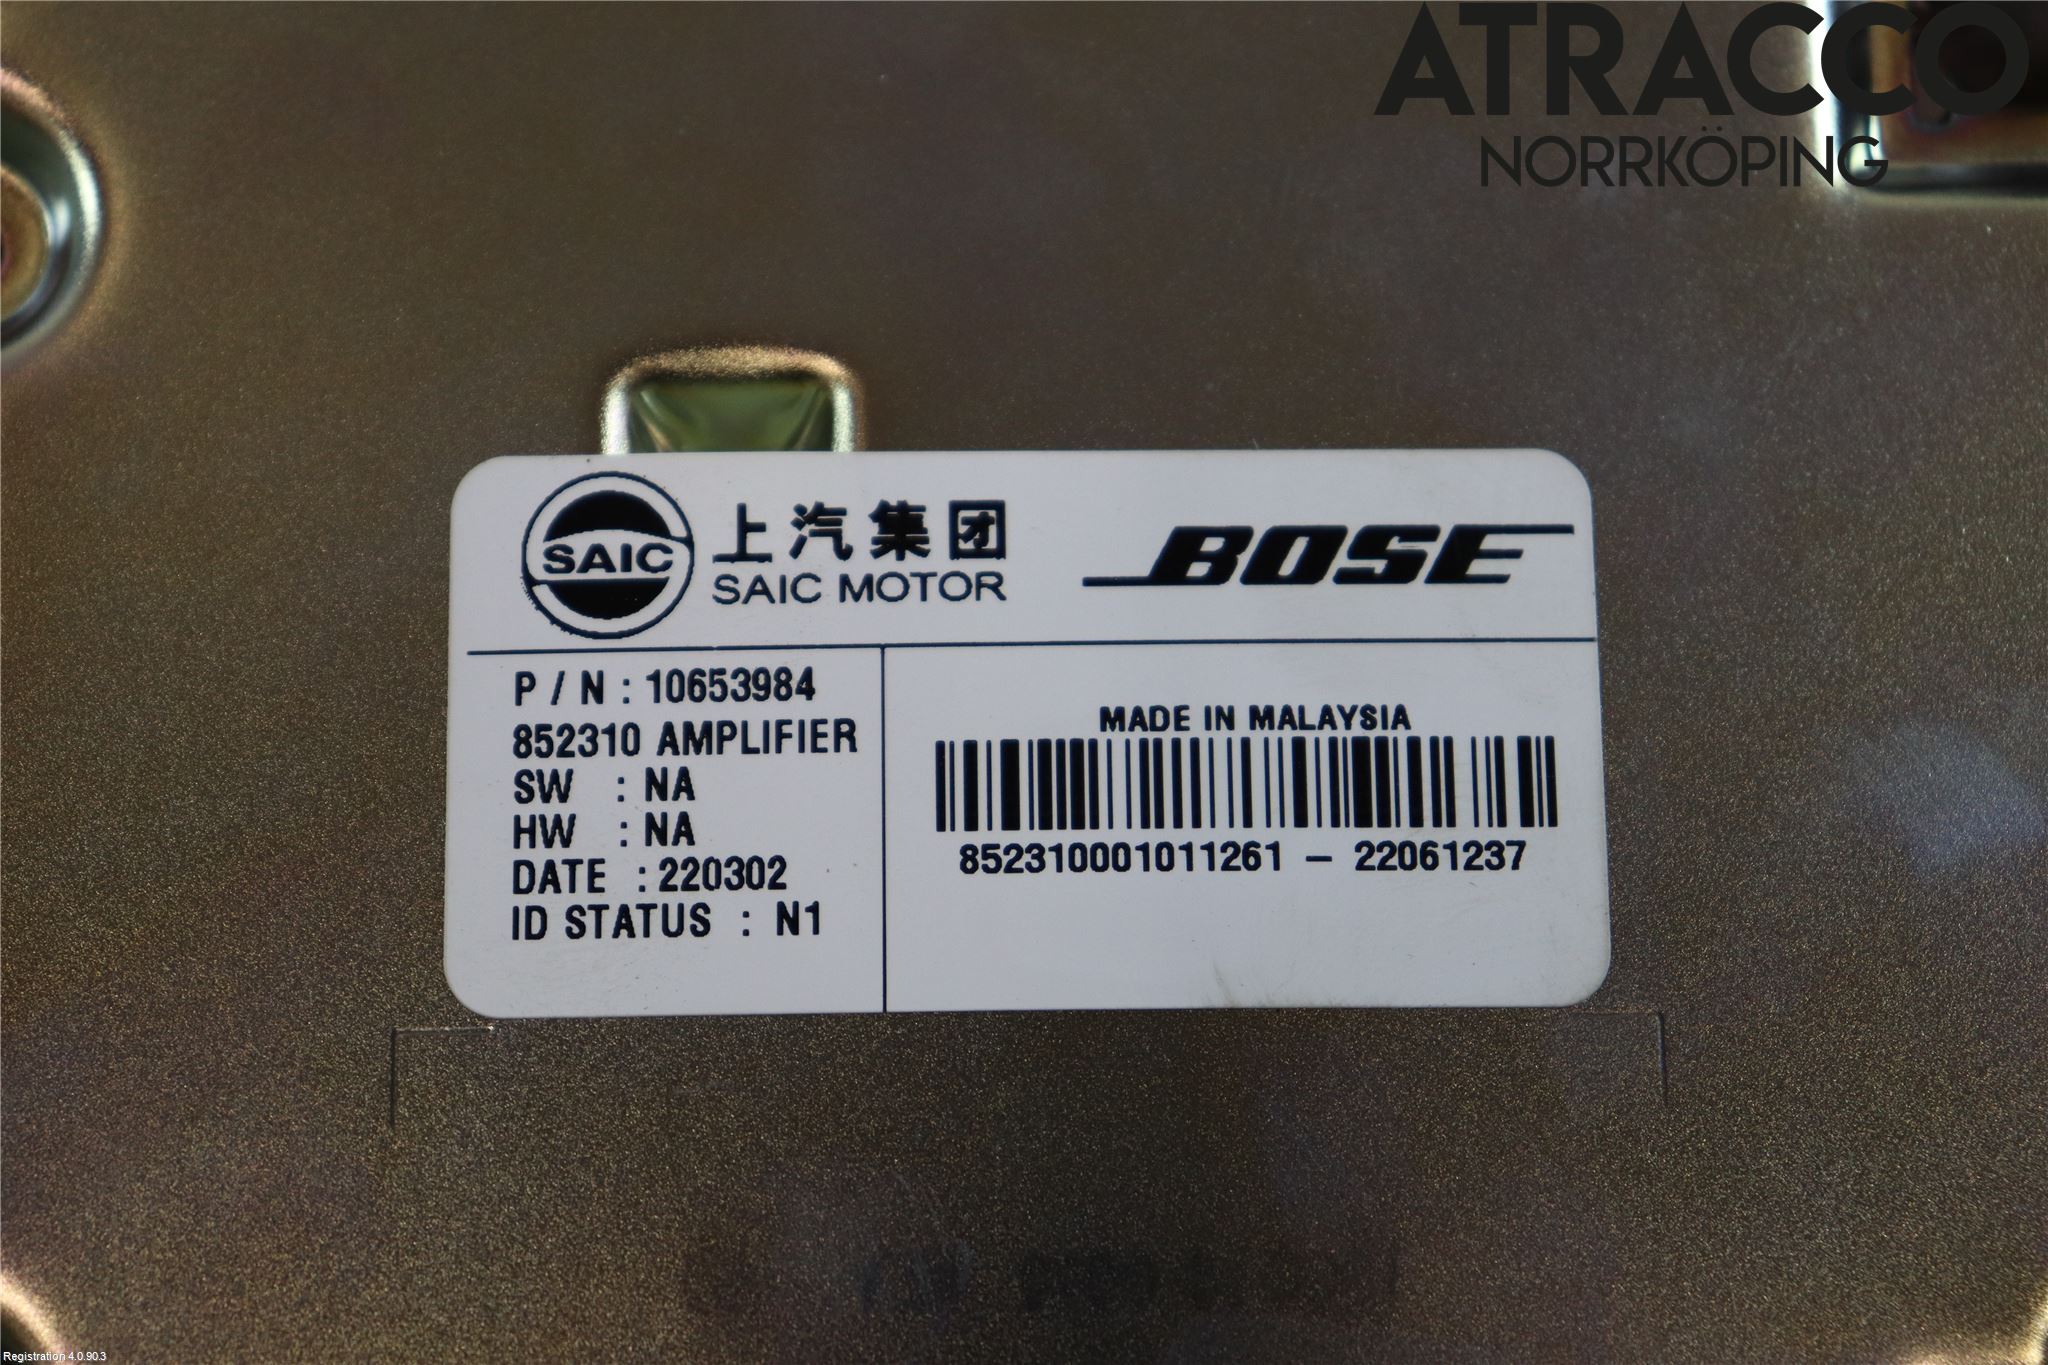 ATRACCO
NORRKÖPING
SAIC
上汽集团
SAIC MOTOR
BOSE
P / N : 10653984
852310 AMPLIFIER
SW : NA
HW : NA
DATE : 220302
ID STATUS : N1
MADE IN MALAYSIA
852310001011261 – 22061237
Registration 4.0.90.3